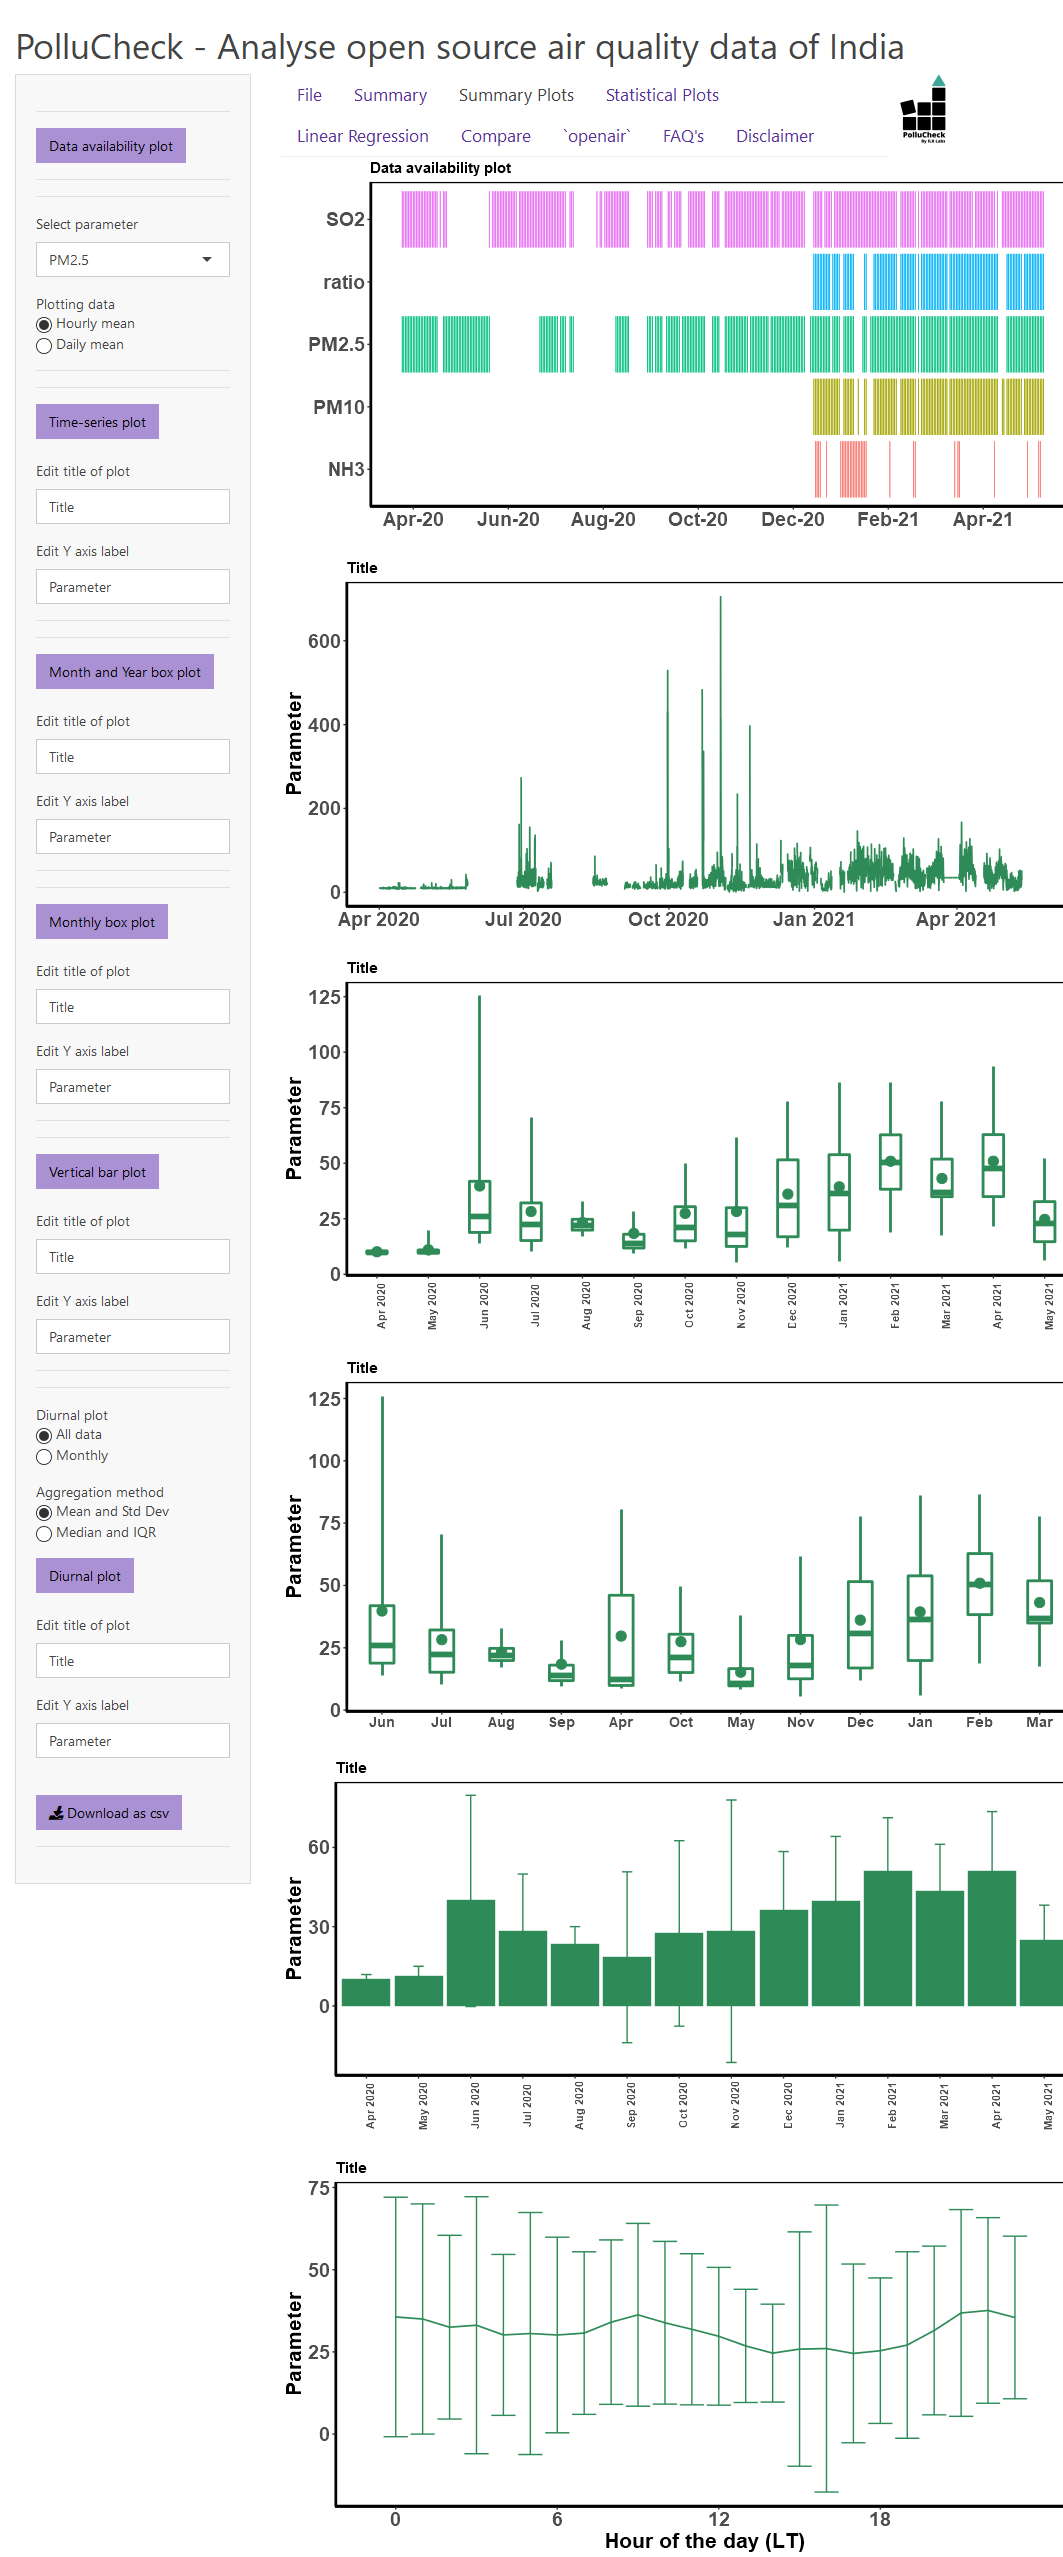 PolluCheck - Analyse open source air quality data of India
File Summary Summary Plots Statistical Plots
Linear Regression Compare `openair` FAQ's Disclaimer
PolluCheck
By ILK Labs
Data availability plot
Select parameter
PM2.5
Plotting data
Hourly mean
Daily mean
Time-series plot
Edit title of plot
Title
Edit Y axis label
Parameter
Month and Year box plot
Edit title of plot
Title
Edit Y axis label
Parameter
Monthly box plot
Edit title of plot
Title
Edit Y axis label
Parameter
Vertical bar plot
Edit title of plot
Title
Edit Y axis label
Parameter
Diurnal plot
All data
Monthly
Aggregation method
Mean and Std Dev
Median and IQR
Diurnal plot
Edit title of plot
Title
Edit Y axis label
Parameter
Download as csv
Data availability plot
SO2
ratio
PM2.5
PM10
NH3
Apr-20 Jun-20 Aug-20 Oct-20 Dec-20 Feb-21 Apr-21
Title
Parameter
600
400
200
0
Apr 2020 Jul 2020 Oct 2020 Jan 2021 Apr 2021
Title
Parameter
125
100
75
50
25
0
Apr 2020 May 2020 Jun 2020 Jul 2020 Aug 2020 Sep 2020 Oct 2020 Nov 2020 Dec 2020 Jan 2021 Feb 2021 Mar 2021 Apr 2021 May 2021
Title
Parameter
125
100
75
50
25
0
Jun Jul Aug Sep Apr Oct May Nov Dec Jan Feb Mar
Title
Parameter
60
30
0
Apr 2020 May 2020 Jun 2020 Jul 2020 Aug 2020 Sep 2020 Oct 2020 Nov 2020 Dec 2020 Jan 2021 Feb 2021 Mar 2021 Apr 2021 May 2021
Title
Parameter
75
50
25
0
0 6 12 18
Hour of the day (LT)